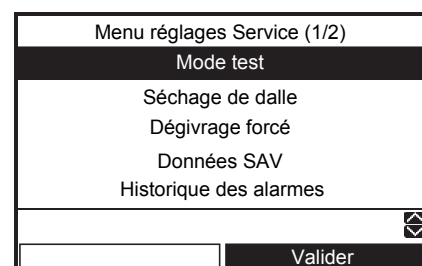 Menu réglages Service (1/2)
Mode test
Séchage de dalle
Dégivrage forcé
Données SAV
Historique des alarmes
Valider